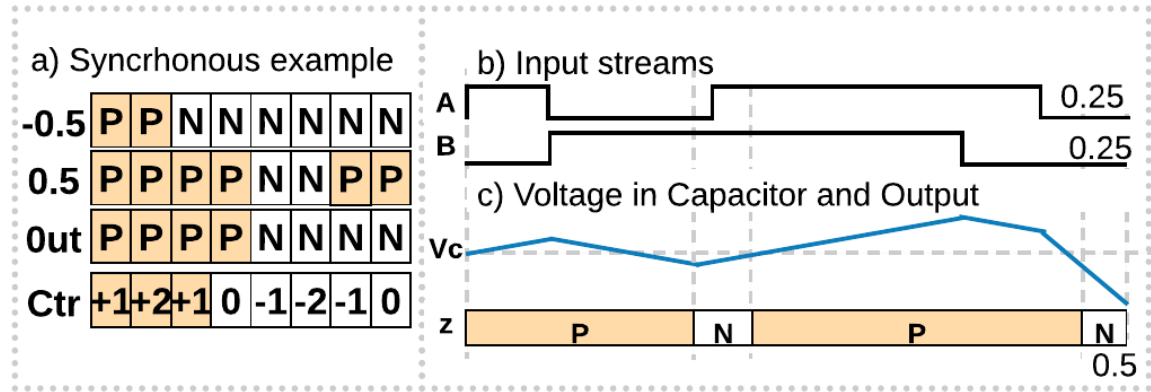 a) Syncrhonous example
-0.5 P P N N N N N N
0.5 P P P P N N P P
0ut P P P P N N N N
Ctr +1 +2 +1 0 -1 -2 -1 0
b) Input streams
A 0.25
B 0.25
c) Voltage in Capacitor and Output
Vc
z P N P N
0.5